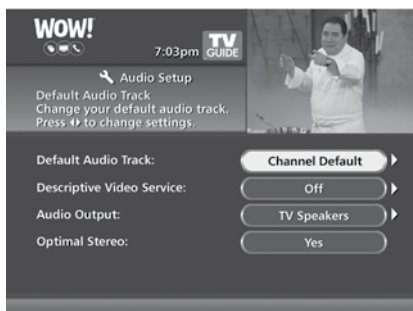 WOW!
7:03pm
TV
GUIDE
Audio Setup
Default Audio Track
Change your default audio track.
Press ◄► to change settings.
Default Audio Track: Channel Default
Descriptive Video Service: Off
Audio Output: TV Speakers
Optimal Stereo: Yes